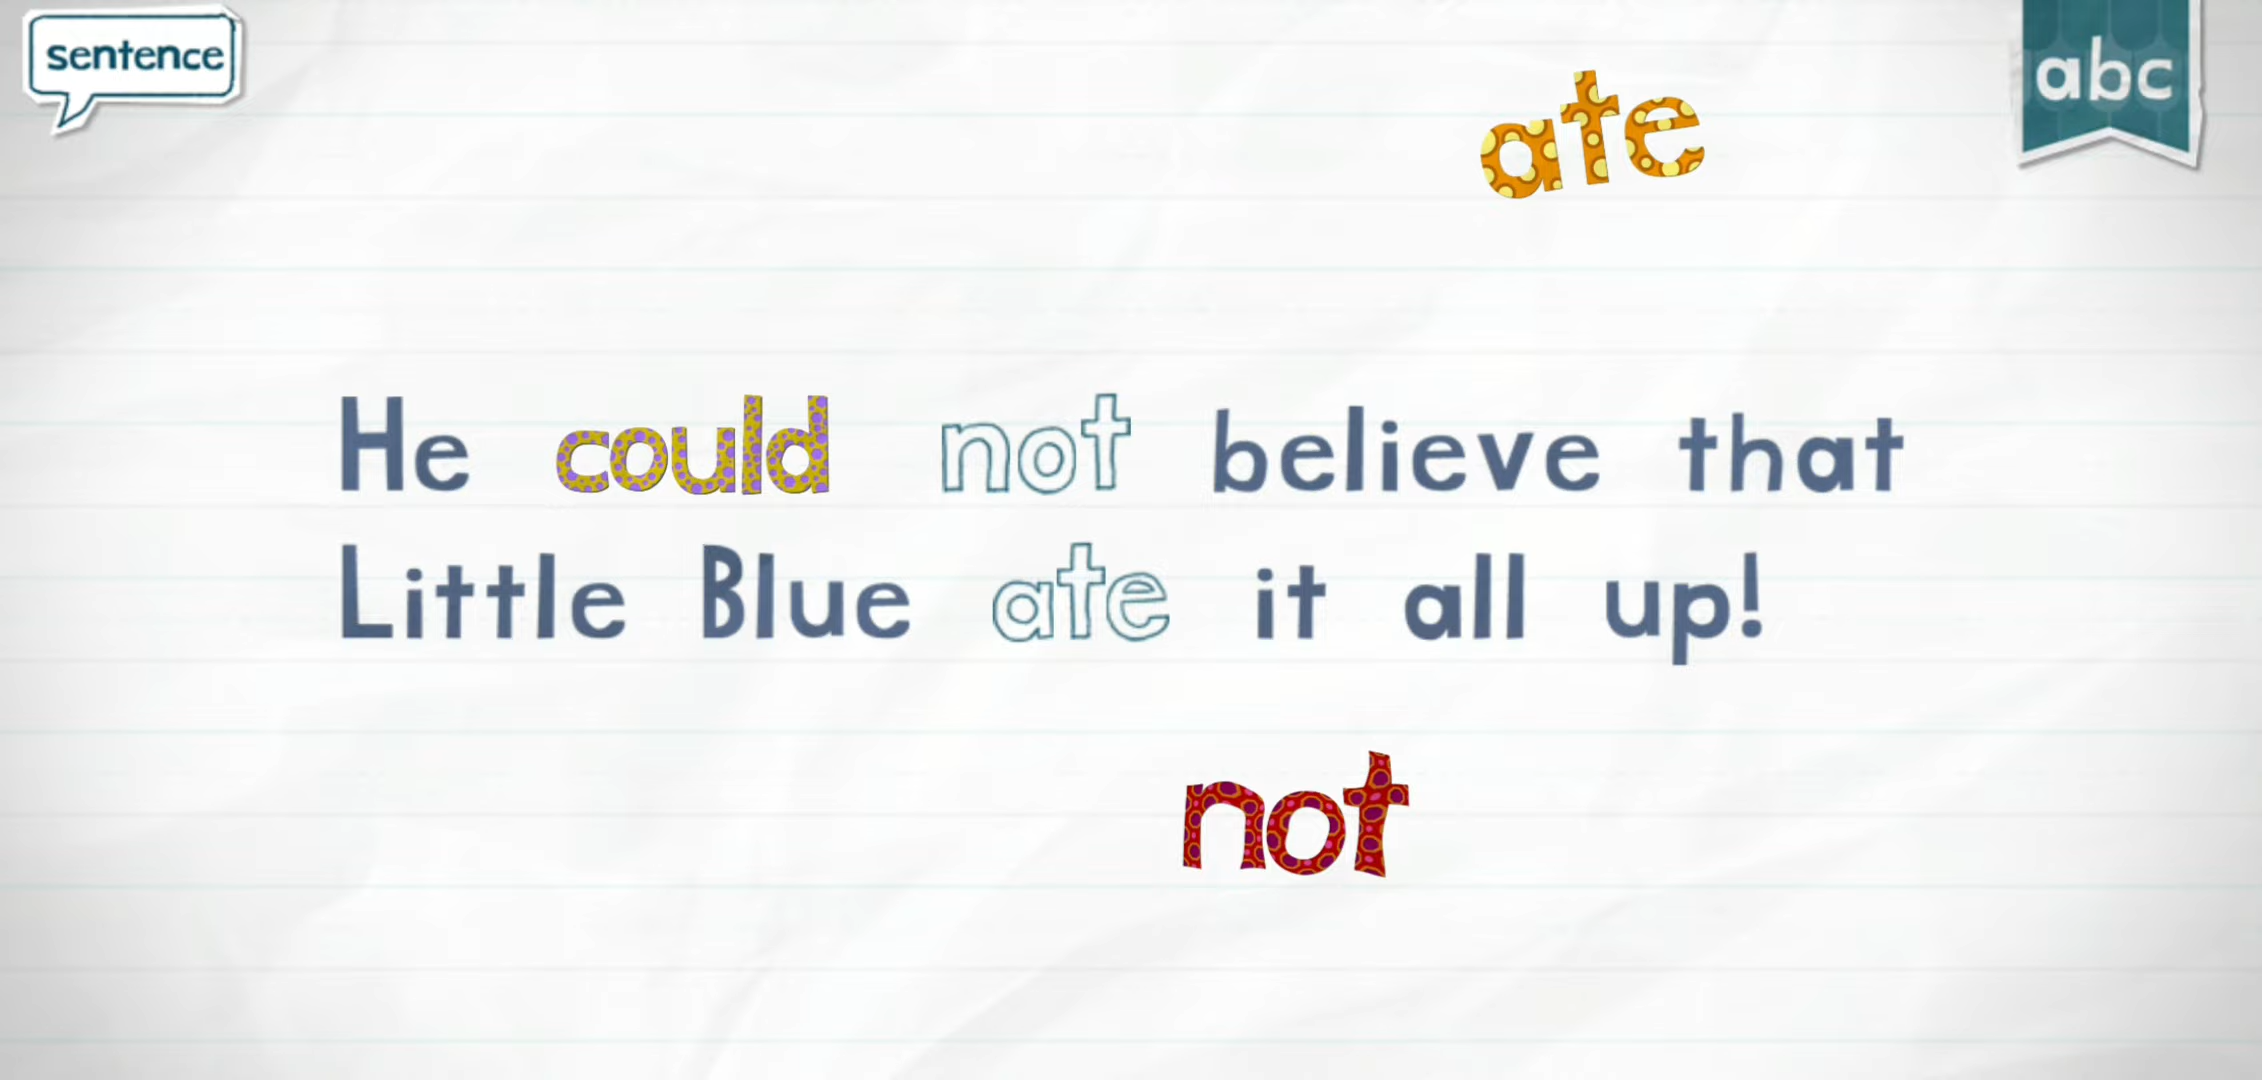 sentence
abc
ate
He could not believe that
Little Blue ate it all up!
not